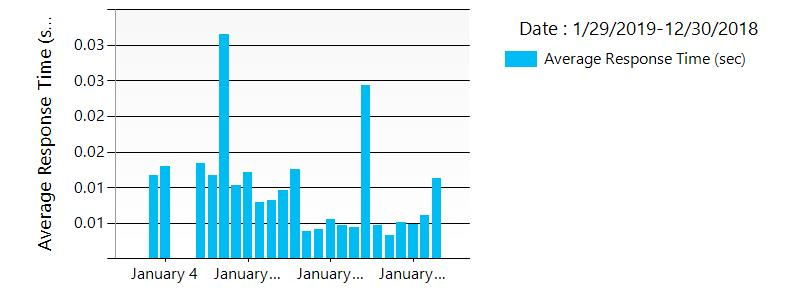 Average Response Time (s...
0.03
0.03
0.02
0.02
0.01
0.01
January 4
January...
January...
January...
Date : 1/29/2019-12/30/2018
Average Response Time (sec)